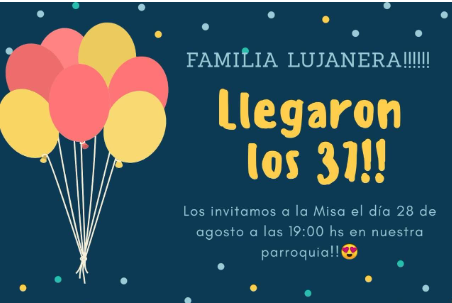 FAMILIA LUJANERA!!!!!!
Llegaron
los 31!!
Los invitamos a la Misa el día 28 de
agosto a las 19:00 hs en nuestra
parroquia!!😍